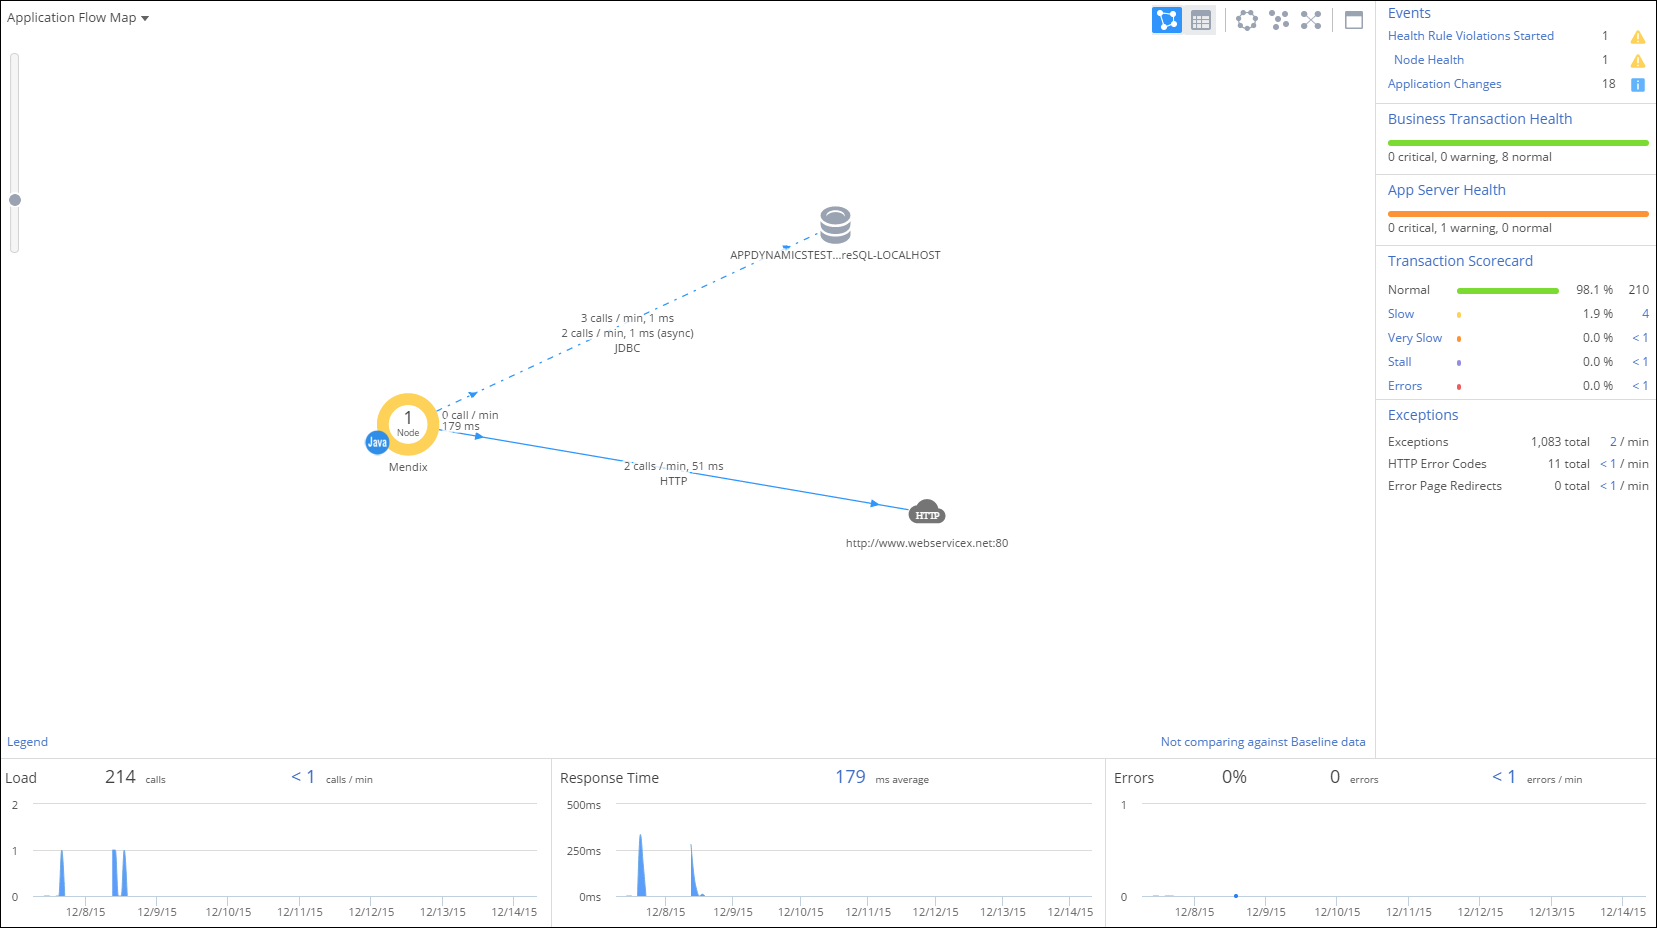 Application Flow Map
APPDYNAMICSTEST...reSQL-LOCALHOST
3 calls / min, 1 ms
2 calls / min, 1 ms (async)
JDBC
1
Node
Java
Mendix
0 call / min
179 ms
2 calls / min, 51 ms
HTTP
HTTP
http://www.webservicex.net:80
Legend
Not comparing against Baseline data
Events
Health Rule Violations Started 1
Node Health 1
Application Changes 18
Business Transaction Health
0 critical, 0 warning, 8 normal
App Server Health
0 critical, 1 warning, 0 normal
Transaction Scorecard
Normal 98.1 % 210
Slow 1.9 % 4
Very Slow 0.0 % < 1
Stall 0.0 % < 1
Errors 0.0 % < 1
Exceptions
Exceptions 1,083 total 2 / min
HTTP Error Codes 11 total < 1 / min
Error Page Redirects 0 total < 1 / min
Load 214 calls < 1 calls / min
2
1
0
12/8/15 12/9/15 12/10/15 12/11/15 12/12/15 12/13/15 12/14/15
Response Time 179 ms average
500ms
250ms
0ms
12/8/15 12/9/15 12/10/15 12/11/15 12/12/15 12/13/15 12/14/15
Errors 0% 0 errors < 1 errors / min
1
0
12/8/15 12/9/15 12/10/15 12/11/15 12/12/15 12/13/15 12/14/15